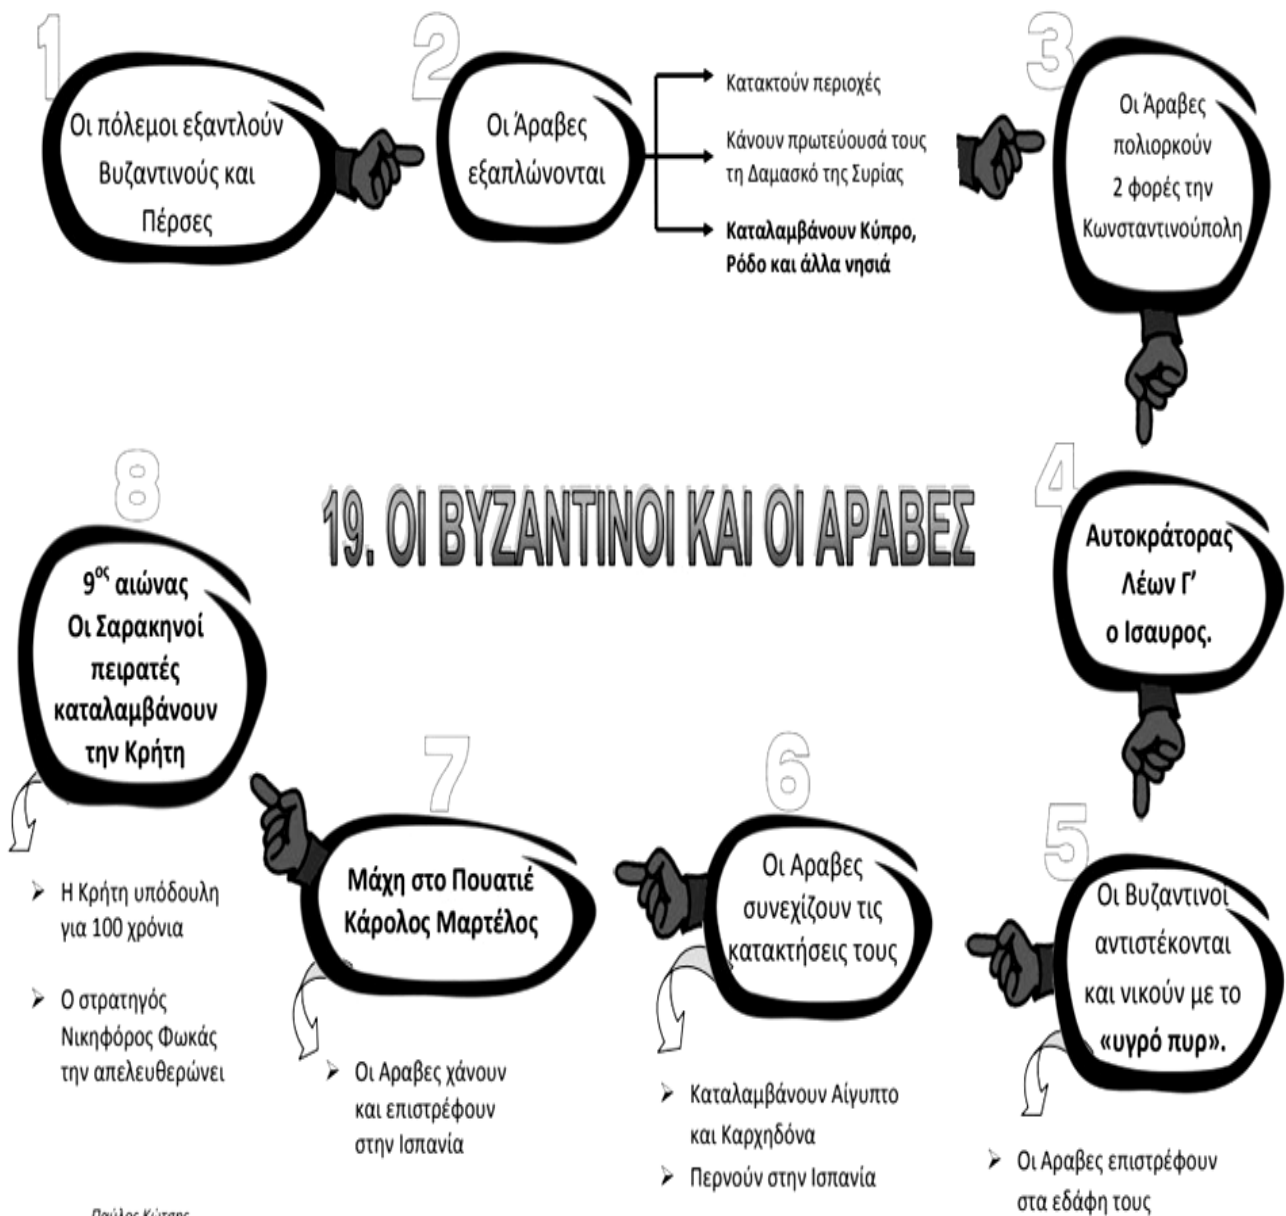 1
Οι πόλεμοι εξαντλούν
Βυζαντινούς και
Πέρσες
2
Οι Άραβες
εξαπλώνονται
Κατακτούν περιοχές
Κάνουν πρωτεύουσά τους
τη Δαμασκό της Συρίας
Καταλαμβάνουν Κύπρο,
Ρόδο και άλλα νησιά
3
Οι Άραβες
πολιορκούν
2 φορές την
Κωνσταντινούπολη
19. ΟΙ ΒΥΖΑΝΤΙΝΟΙ ΚΑΙ ΟΙ ΑΡΑΒΕΣ
4
Αυτοκράτορας
Λέων Γ’
ο Ισαυρος.
5
Οι Βυζαντινοί
αντιστέκονται
και νικούν με το
«υγρό πυρ».
➢ Οι Αραβες επιστρέφουν
στα εδάφη τους
6
Οι Αραβες
συνεχίζουν τις
κατακτήσεις τους
➢ Καταλαμβάνουν Αίγυπτο
και Καρχηδόνα
➢ Περνούν στην Ισπανία
7
Μάχη στο Πουατιέ
Κάρολος Μαρτέλος
➢ Οι Αραβες χάνουν
και επιστρέφουν
στην Ισπανία
8
9ος αιώνας
Οι Σαρακηνοί
πειρατές
καταλαμβάνουν
την Κρήτη
➢ Η Κρήτη υπόδουλη
για 100 χρόνια
➢ Ο στρατηγός
Νικηφόρος Φωκάς
την απελευθερώνει
Παύλος Κώτσης